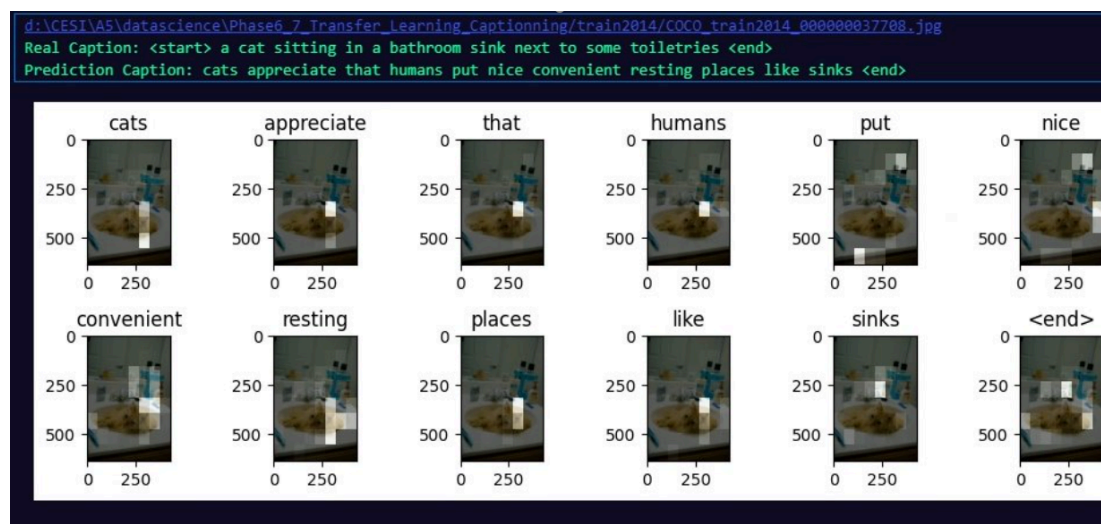 d:\CESI\A5\datascience\Phase6_7_Transfer_Learning_Captionning/train2014/COCO_train2014_000000037708.jpg
Real Caption: <start> a cat sitting in a bathroom sink next to some toiletries <end>
Prediction Caption: cats appreciate that humans put nice convenient resting places like sinks <end>
cats appreciate that humans put nice
0 0 0 0 0 0
250 250 250 250 250 250
500 500 500 500 500 500
0 250 0 250 0 250 0 250 0 250 0 250
convenient resting places like sinks <end>
0 0 0 0 0 0
250 250 250 250 250 250
500 500 500 500 500 500
0 250 0 250 0 250 0 250 0 250 0 250